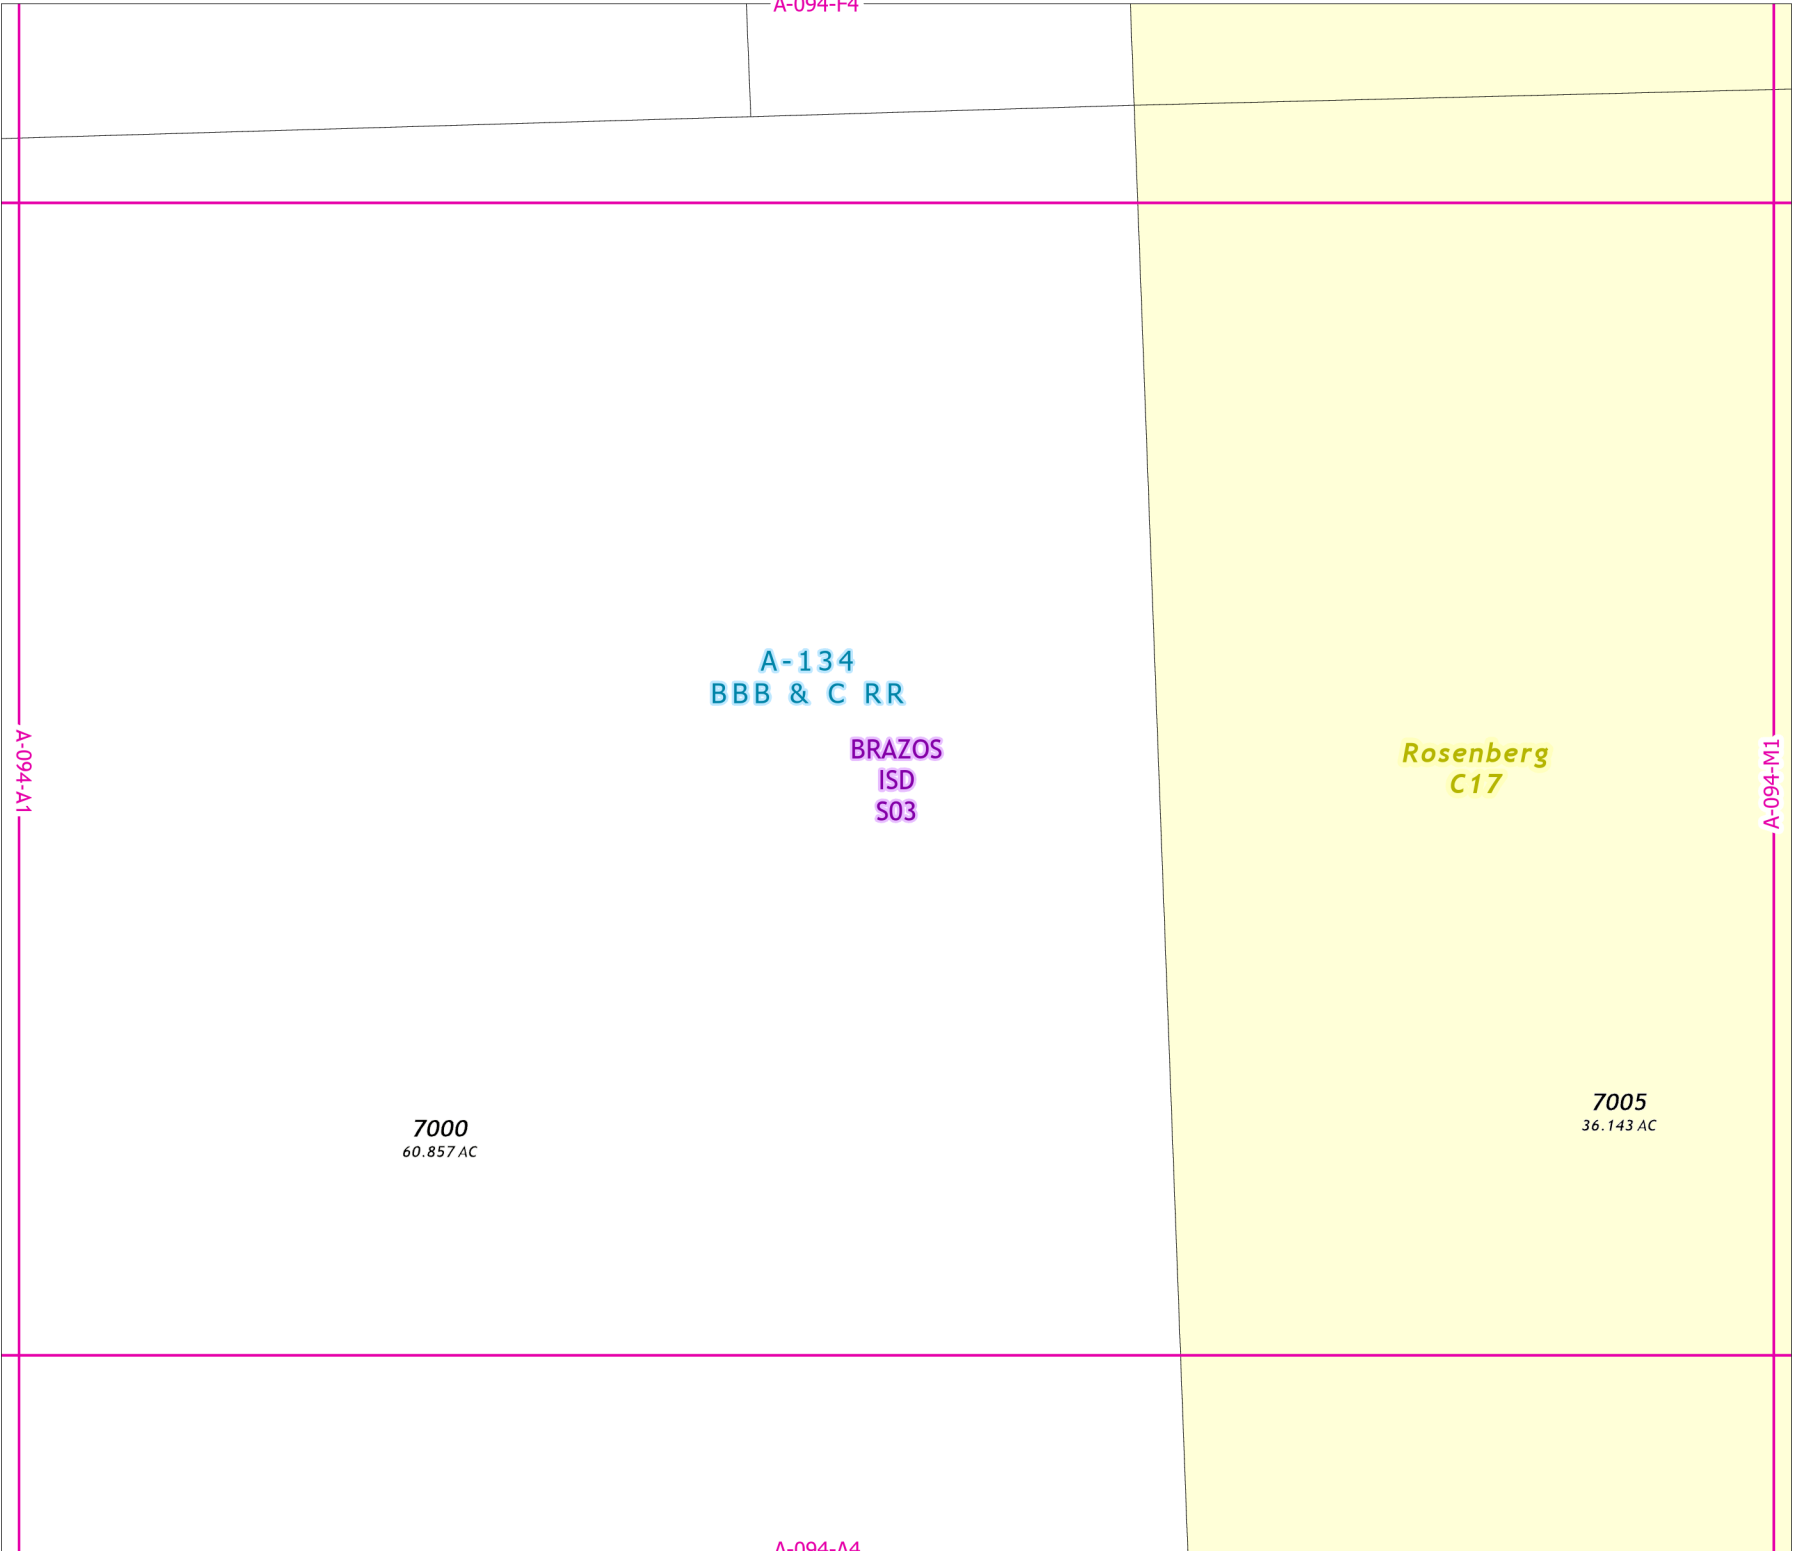 A-094-F4
A-134
BBB & C RR
BRAZOS
ISD
S03
A-094-A1
Rosenberg
C17
A-094-M1
7000
60.857 AC
7005
36.143 AC
A-094-A4